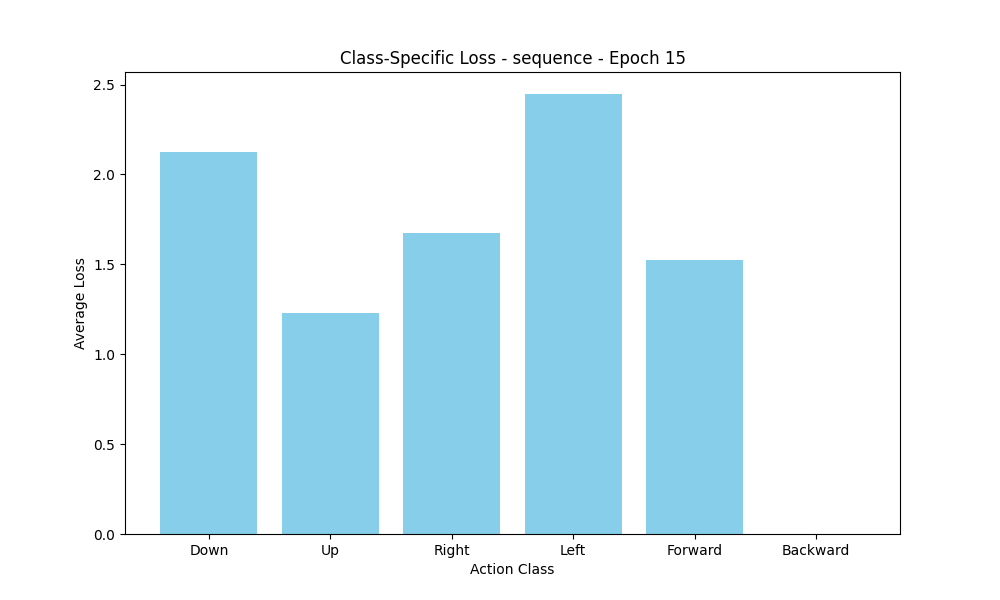 Class-Specific Loss - sequence - Epoch 15
2.5
2.0
1.5
1.0
0.5
0.0
Average Loss
Down Up Right Left Forward Backward
Action Class